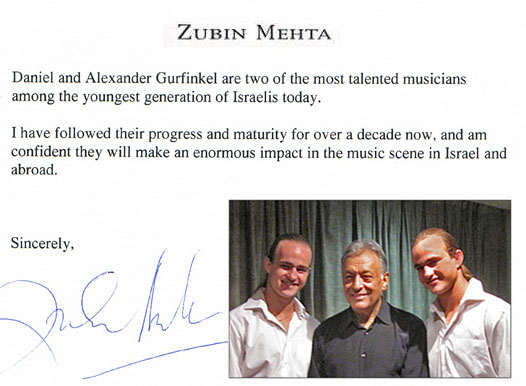 ZUBIN MEHTA
Daniel and Alexander Gurfinkel are two of the most talented musicians
among the youngest generation of Israelis today.
I have followed their progress and maturity for over a decade now, and am
confident they will make an enormous impact in the music scene in Israel and
abroad.
Sincerely,